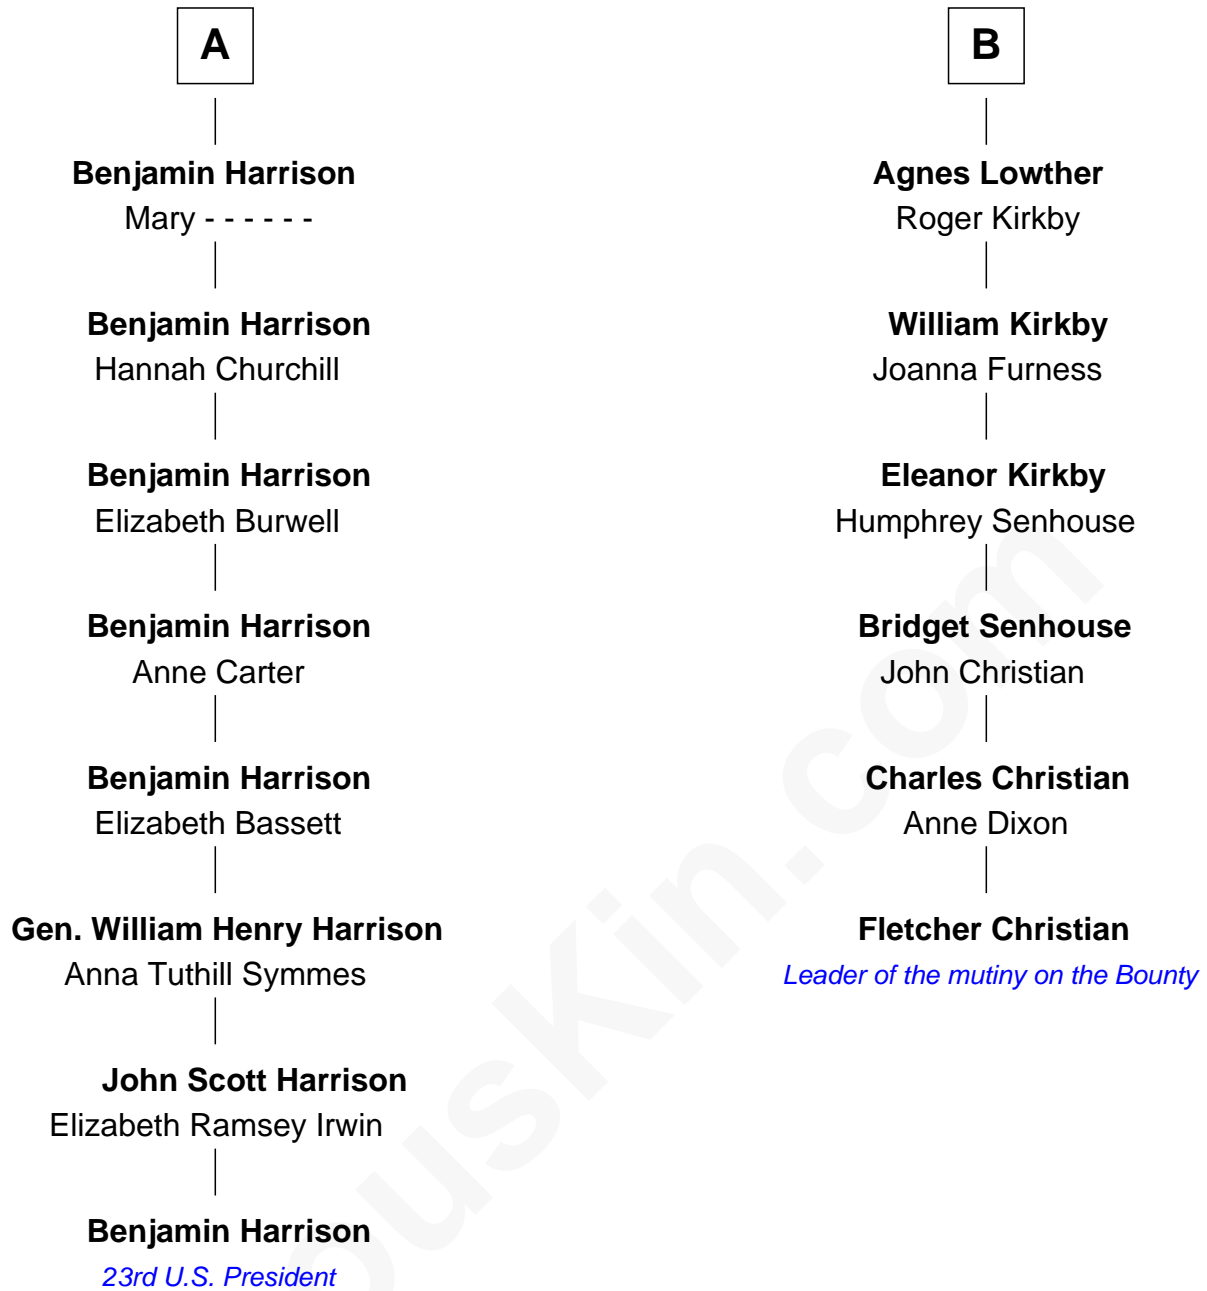 A
Benjamin Harrison
Mary - - - - - -
Benjamin Harrison
Hannah Churchill
Benjamin Harrison
Elizabeth Burwell
Benjamin Harrison
Anne Carter
Benjamin Harrison
Elizabeth Bassett
Gen. William Henry Harrison
Anna Tuthill Symmes
John Scott Harrison
Elizabeth Ramsey Irwin
Benjamin Harrison
23rd U.S. President
B
Agnes Lowther
Roger Kirkby
William Kirkby
Joanna Furness
Eleanor Kirkby
Humphrey Senhouse
Bridget Senhouse
John Christian
Charles Christian
Anne Dixon
Fletcher Christian
Leader of the mutiny on the Bounty
ousKin.com